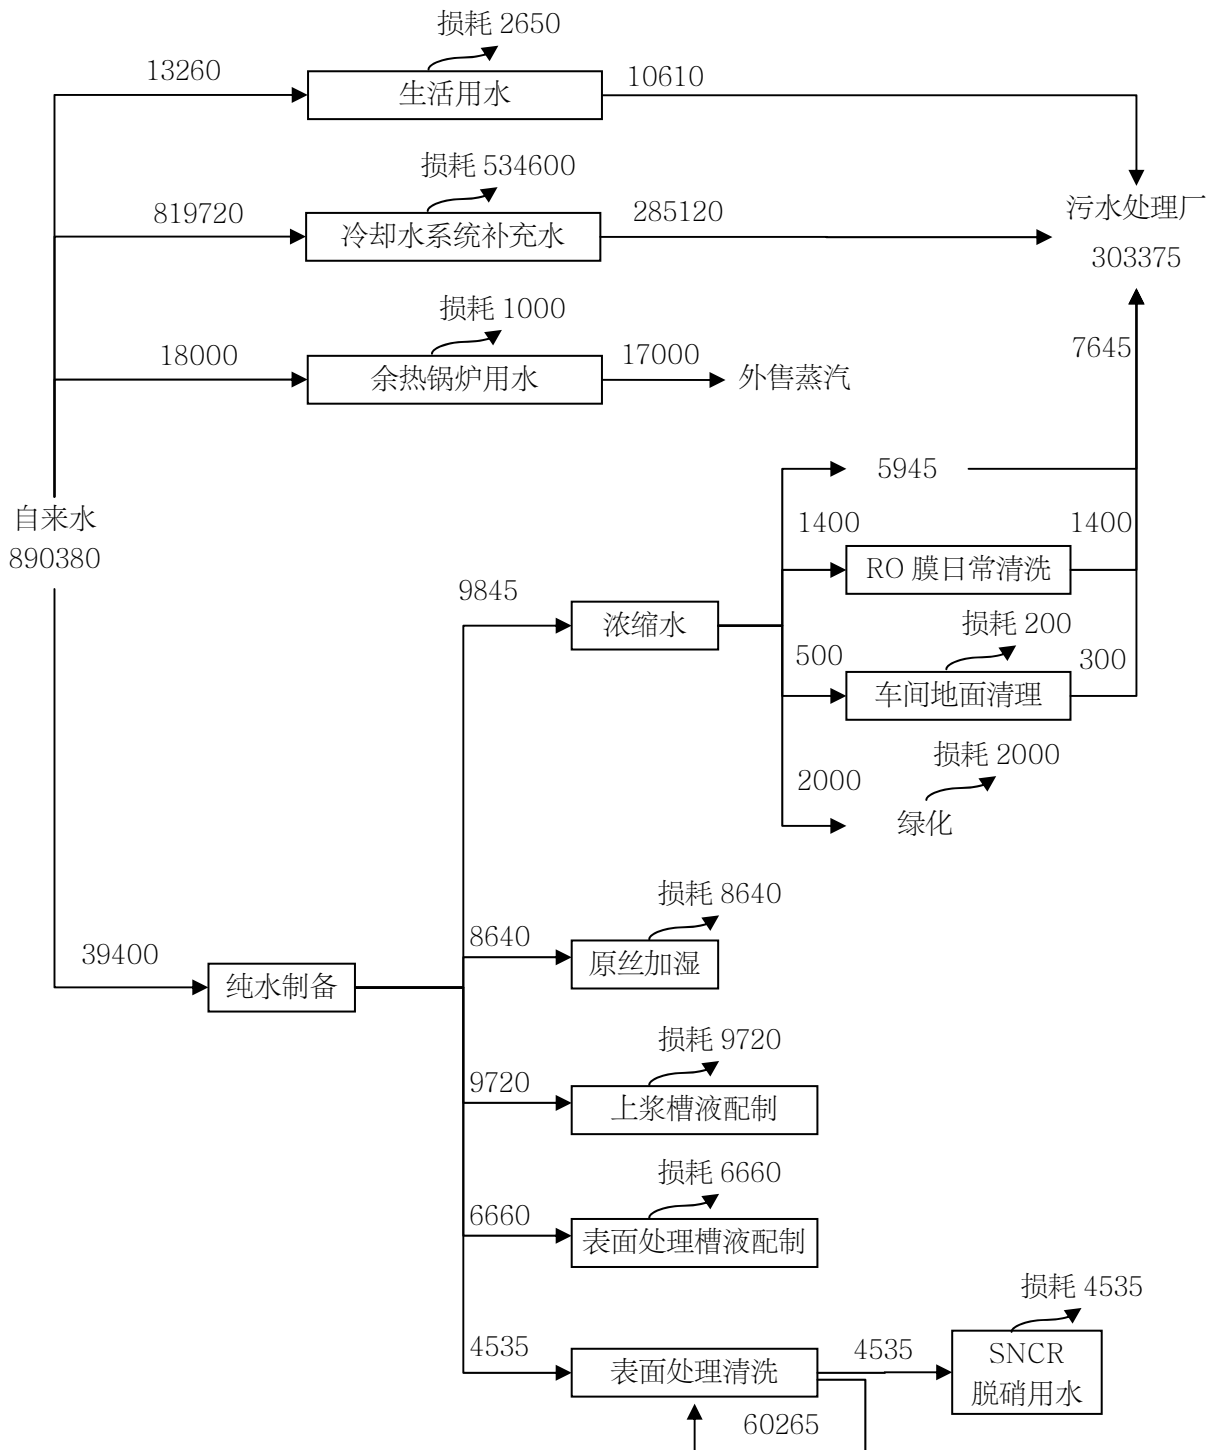 损耗 2650
13260
生活用水
10610
损耗 534600
819720
冷却水系统补充水
285120
污水处理厂
303375
损耗 1000
18000
余热锅炉用水
17000
外售蒸汽
7645
5945
自来水
890380
1400
RO 膜日常清洗
1400
9845
浓缩水
损耗 200
500
车间地面清理
300
损耗 2000
2000
绿化
损耗 8640
8640
原丝加湿
39400
纯水制备
损耗 9720
9720
上浆槽液配制
损耗 6660
6660
表面处理槽液配制
损耗 4535
4535
表面处理清洗
4535
SNCR
脱硝用水
60265